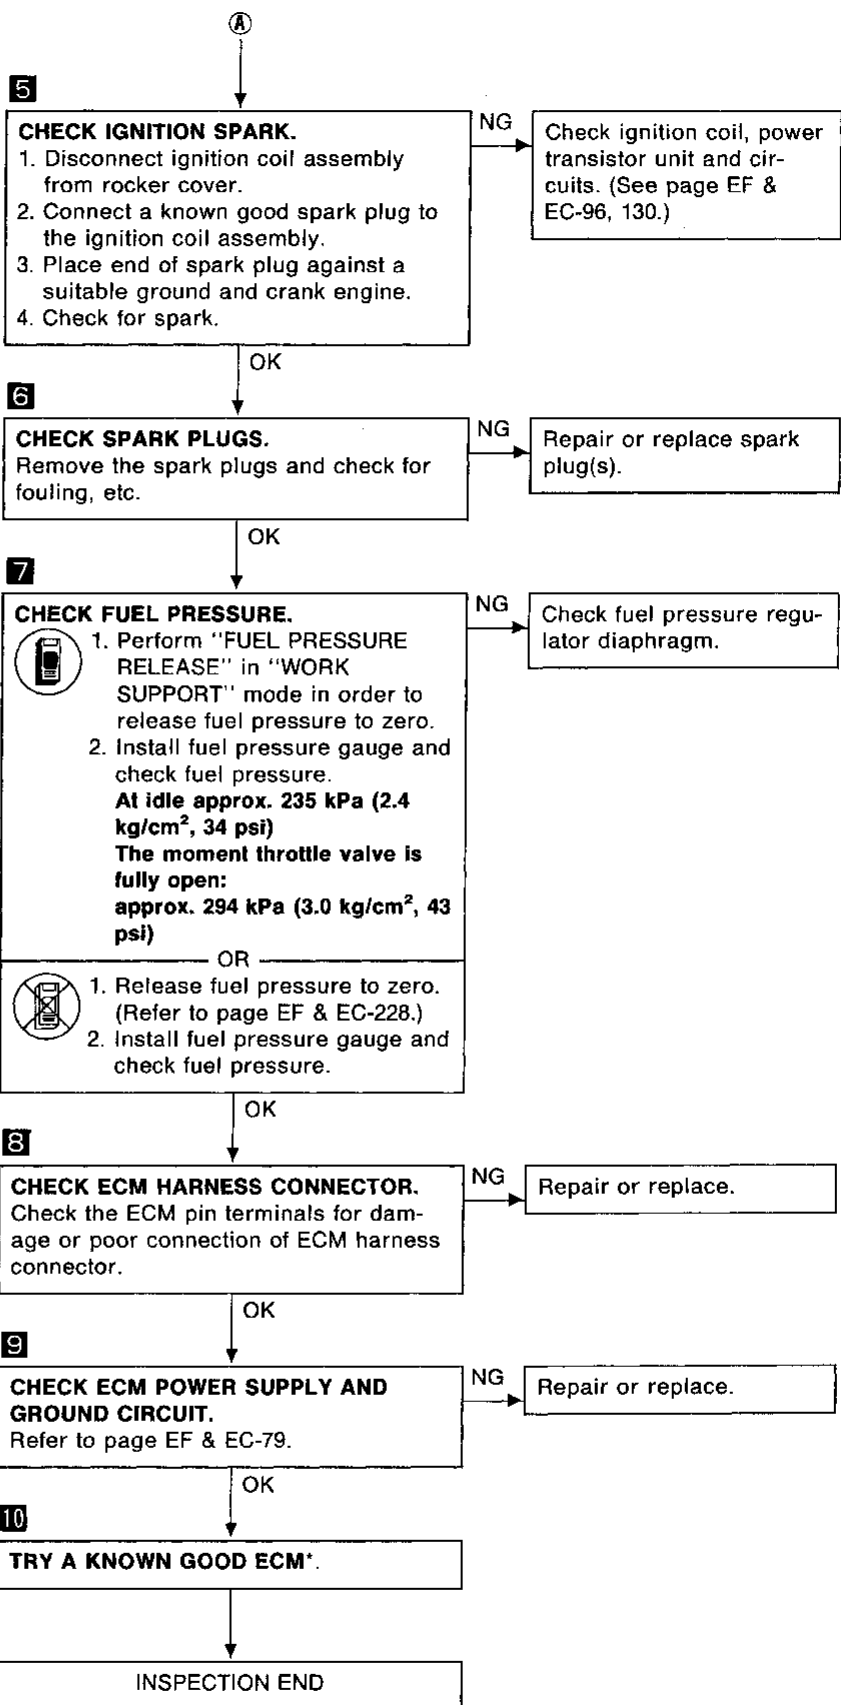 Ⓐ
5
CHECK IGNITION SPARK.
1. Disconnect ignition coil assembly
from rocker cover.
2. Connect a known good spark plug to
the ignition coil assembly.
3. Place end of spark plug against a
suitable ground and crank engine.
4. Check for spark.
NG
Check ignition coil, power
transistor unit and cir-
cuits. (See page EF &
EC-96, 130.)
OK
6
CHECK SPARK PLUGS.
Remove the spark plugs and check for
fouling, etc.
NG
Repair or replace spark
plug(s).
OK
7
CHECK FUEL PRESSURE.
1. Perform "FUEL PRESSURE
RELEASE" in "WORK
SUPPORT" mode in order to
release fuel pressure to zero.
2. Install fuel pressure gauge and
check fuel pressure.
At idle approx. 235 kPa (2.4
kg/cm², 34 psi)
The moment throttle valve is
fully open:
approx. 294 kPa (3.0 kg/cm², 43
psi)
OR
1. Release fuel pressure to zero.
(Refer to page EF & EC-228.)
2. Install fuel pressure gauge and
check fuel pressure.
NG
Check fuel pressure regu-
lator diaphragm.
OK
8
CHECK ECM HARNESS CONNECTOR.
Check the ECM pin terminals for dam-
age or poor connection of ECM harness
connector.
NG
Repair or replace.
OK
9
CHECK ECM POWER SUPPLY AND
GROUND CIRCUIT.
Refer to page EF & EC-79.
NG
Repair or replace.
OK
10
TRY A KNOWN GOOD ECM*.
INSPECTION END